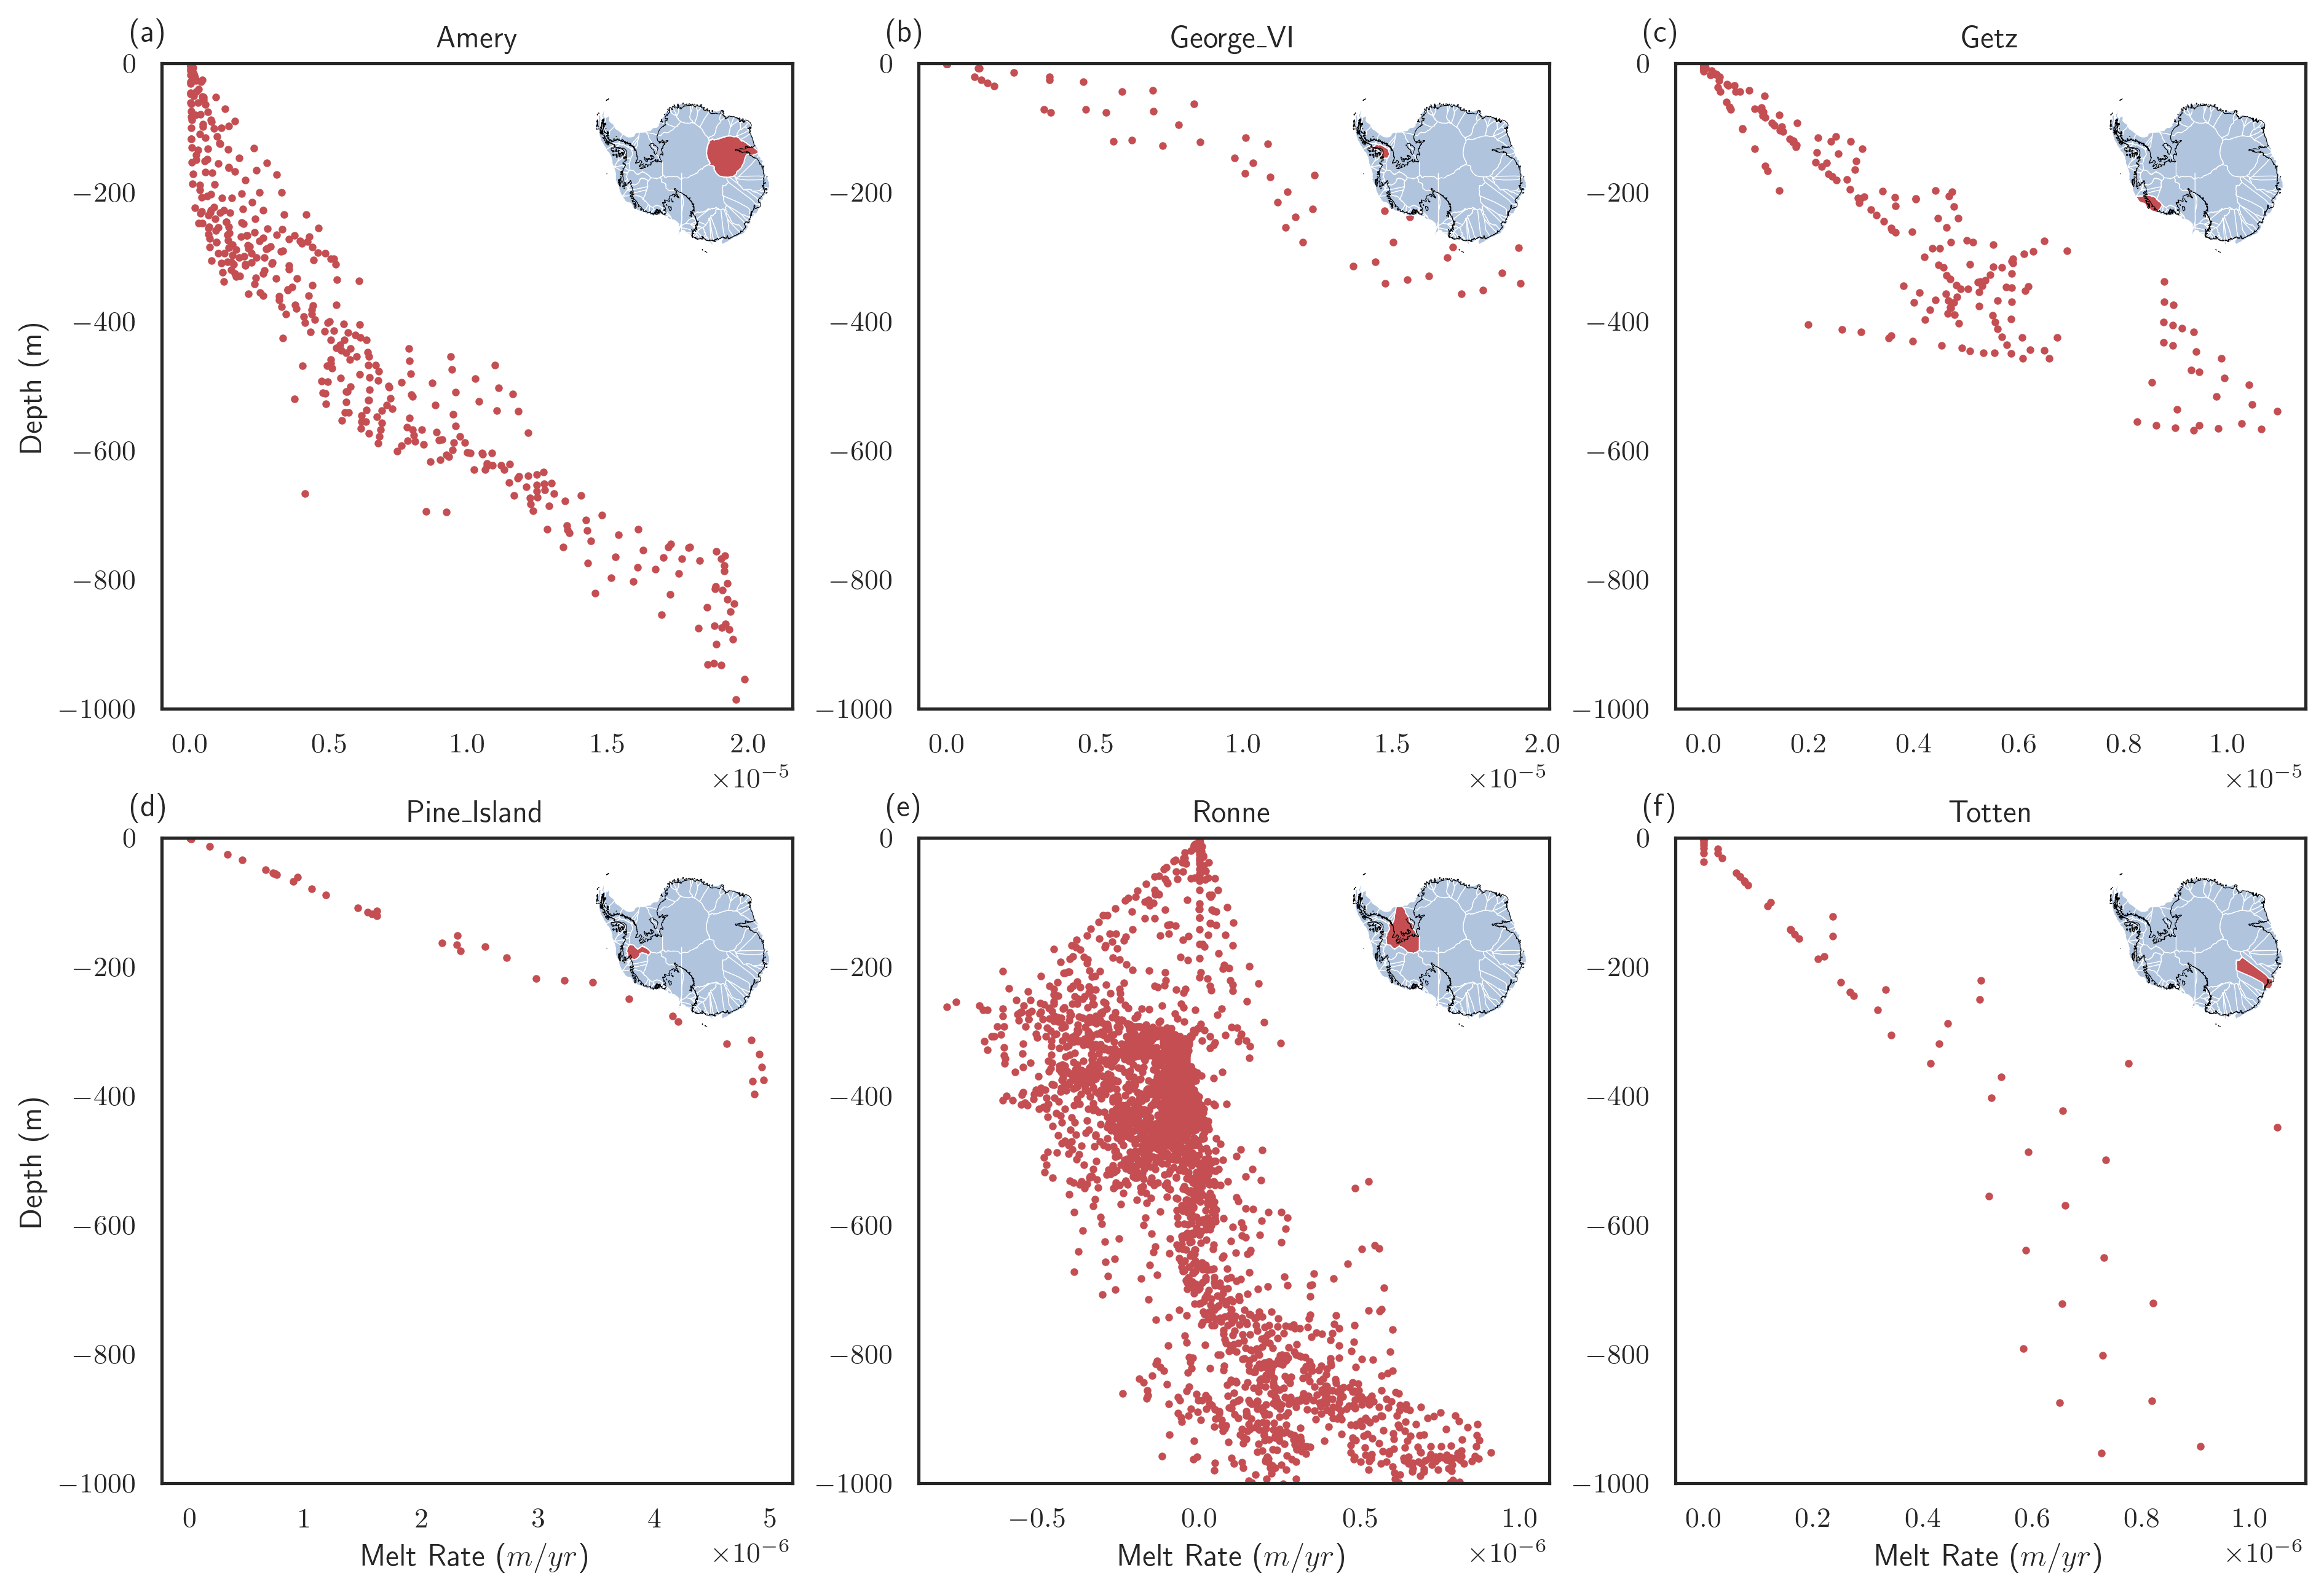 (a) Amery
0
−200
−400
−600
−800
−1000
Depth (m)
0.0 0.5 1.0 1.5 2.0
×10−5
(b) George_VI
0
−200
−400
−600
−800
−1000
0.0 0.5 1.0 1.5 2.0
×10−5
(c) Getz
0
−200
−400
−600
−800
−1000
0.0 0.2 0.4 0.6 0.8 1.0
×10−5
(d) Pine_Island
0
−200
−400
−600
−800
−1000
Depth (m)
0 1 2 3 4 5
Melt Rate (m/yr) ×10−6
(e) Ronne
0
−200
−400
−600
−800
−1000
−0.5 0.0 0.5 1.0
Melt Rate (m/yr) ×10−6
(f) Totten
0
−200
−400
−600
−800
−1000
0.0 0.2 0.4 0.6 0.8 1.0
Melt Rate (m/yr) ×10−6